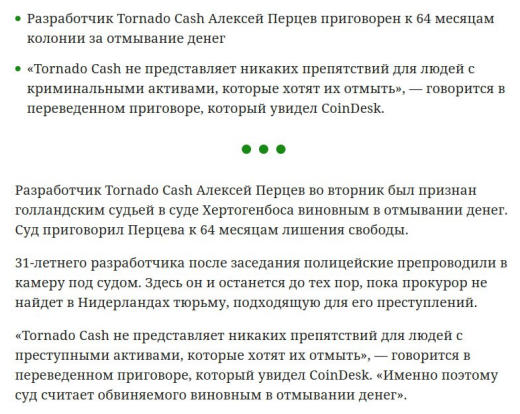 Разработчик Tornado Cash Алексей Перцев приговорен к 64 месяцам
колонии за отмывание денег
«Tornado Cash не представляет никаких препятствий для людей с
криминальными активами, которые хотят их отмыть», — говорится в
переведенном приговоре, который увидел CoinDesk.
Разработчик Tornado Cash Алексей Перцев во вторник был признан
голландским судьей в суде Хертогенбоса виновным в отмывании денег.
Суд приговорил Перцева к 64 месяцам лишения свободы.
31-летнего разработчика после заседания полицейские препроводили в
камеру под судом. Здесь он и останется до тех пор, пока прокурор не
найдет в Нидерландах тюрьму, подходящую для его преступлений.
«Tornado Cash не представляет никаких препятствий для людей с
преступными активами, которые хотят их отмыть», — говорится в
переведенном приговоре, который увидел CoinDesk. «Именно поэтому
суд считает обвиняемого виновным в отмывании денег».